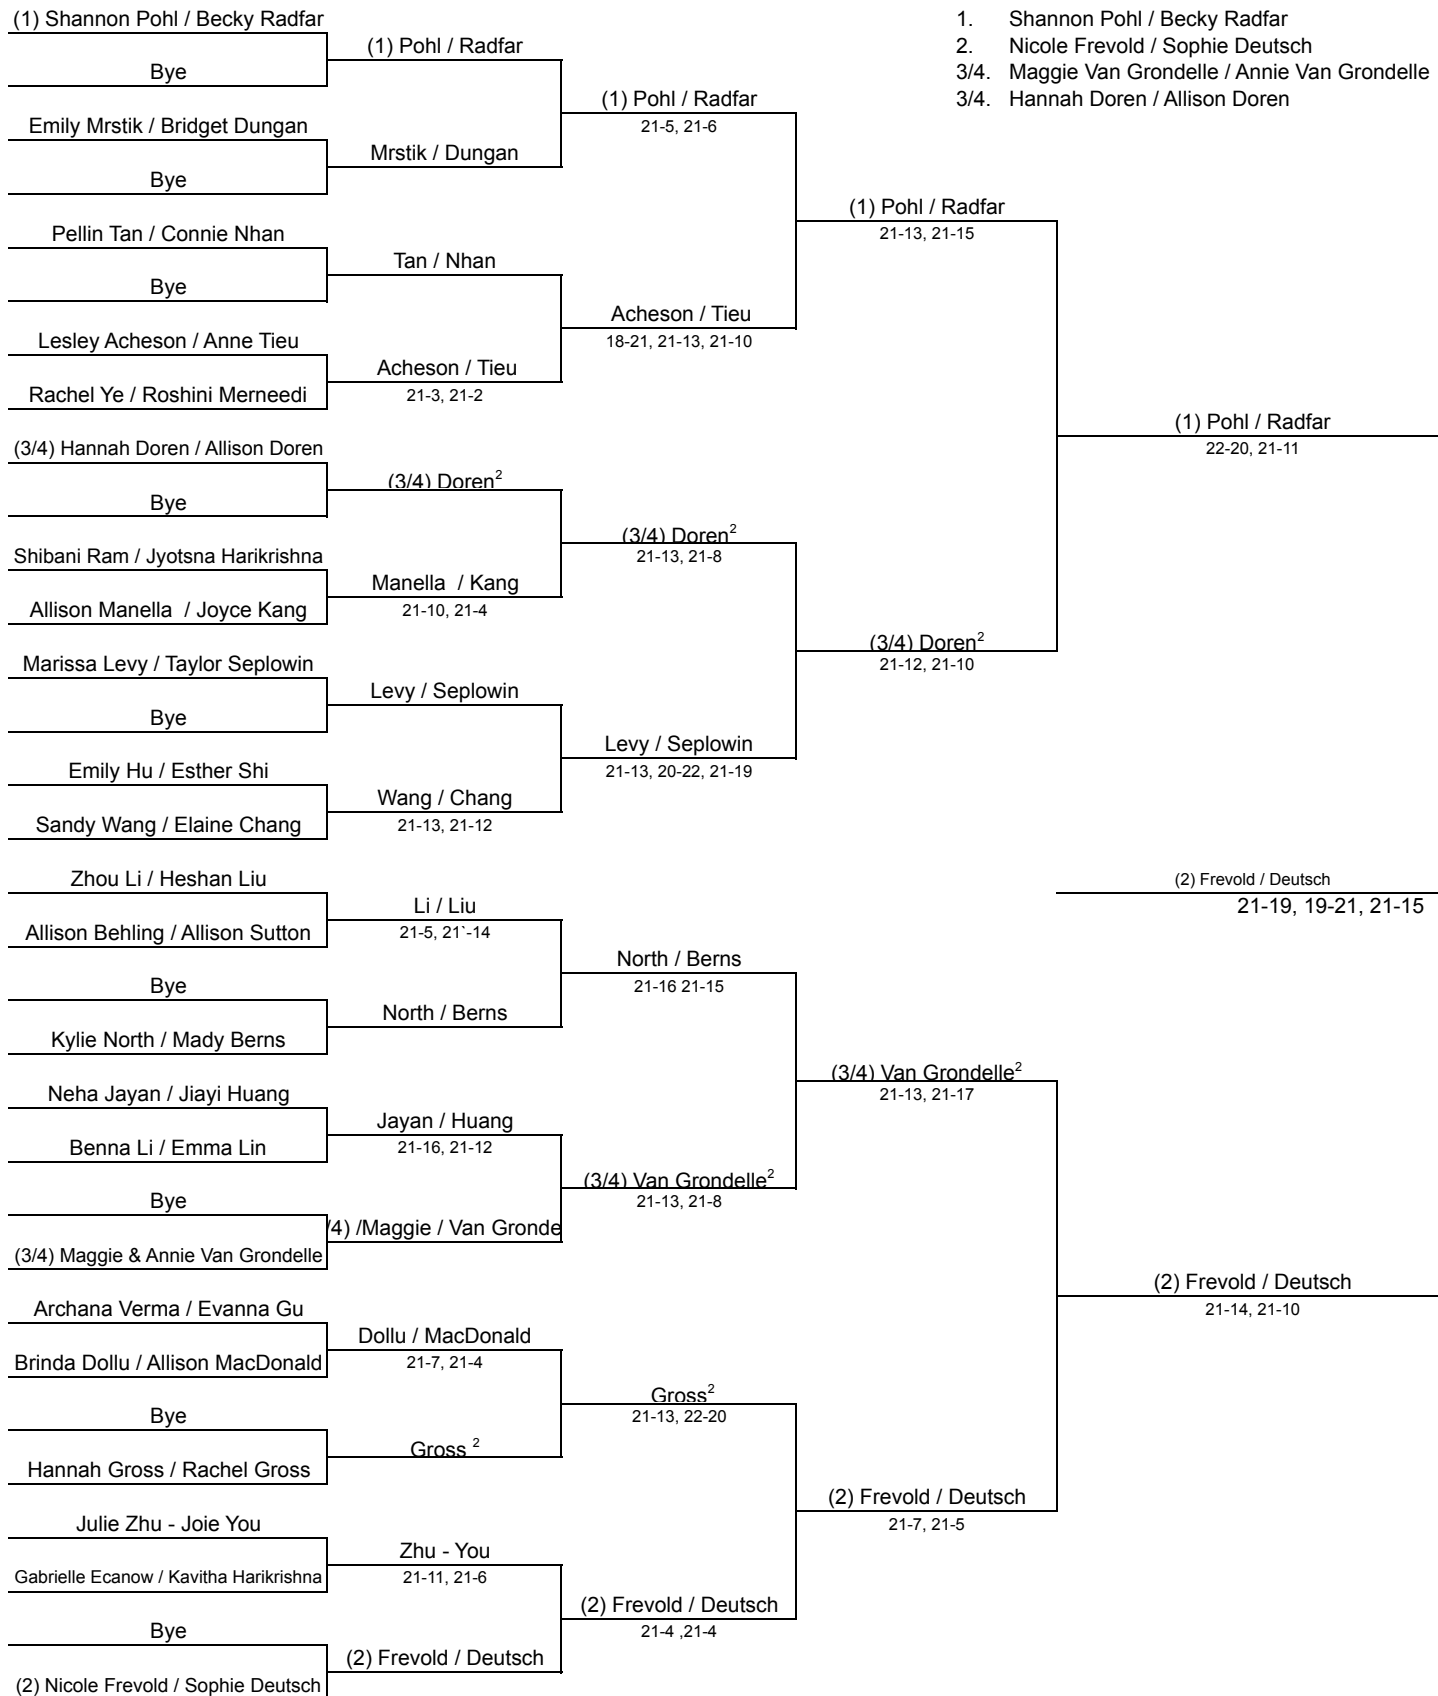 (1) Shannon Pohl / Becky Radfar
Bye
Emily Mrstik / Bridget Dungan
Bye
Pellin Tan / Connie Nhan
Bye
Lesley Acheson / Anne Tieu
Rachel Ye / Roshini Merneedi
(3/4) Hannah Doren / Allison Doren
Bye
Shibani Ram / Jyotsna Harikrishna
Allison Manella / Joyce Kang
Marissa Levy / Taylor Seplowin
Bye
Emily Hu / Esther Shi
Sandy Wang / Elaine Chang
Zhou Li / Heshan Liu
Allison Behling / Allison Sutton
Bye
Kylie North / Mady Berns
Neha Jayan / Jiayi Huang
Benna Li / Emma Lin
Bye
(3/4) Maggie & Annie Van Grondelle
Archana Verma / Evanna Gu
Brinda Dollu / Allison MacDonald
Bye
Hannah Gross / Rachel Gross
Julie Zhu - Joie You
Gabrielle Ecanow / Kavitha Harikrishna
Bye
(2) Nicole Frevold / Sophie Deutsch
(1) Pohl / Radfar
Mrstik / Dungan
Tan / Nhan
Acheson / Tieu
21-3, 21-2
(3/4) Doren²
Manella / Kang
21-10, 21-4
Levy / Seplowin
Wang / Chang
21-13, 21-12
Li / Liu
21-5, 21`-14
North / Berns
Jayan / Huang
21-16, 21-12
/4) /Maggie / Van Gronde
Dollu / MacDonald
21-7, 21-4
Gross ²
Zhu - You
21-11, 21-6
(2) Frevold / Deutsch
(1) Pohl / Radfar
21-5, 21-6
Acheson / Tieu
18-21, 21-13, 21-10
(3/4) Doren²
21-13, 21-8
Levy / Seplowin
21-13, 20-22, 21-19
North / Berns
21-16 21-15
(3/4) Van Grondelle²
21-13, 21-8
Gross²
21-13, 22-20
(2) Frevold / Deutsch
21-4 ,21-4
(1) Pohl / Radfar
21-13, 21-15
(3/4) Doren²
21-12, 21-10
(3/4) Van Grondelle²
21-13, 21-17
(2) Frevold / Deutsch
21-7, 21-5
1. Shannon Pohl / Becky Radfar
2. Nicole Frevold / Sophie Deutsch
3/4. Maggie Van Grondelle / Annie Van Grondelle
3/4. Hannah Doren / Allison Doren
(1) Pohl / Radfar
22-20, 21-11
(2) Frevold / Deutsch
21-19, 19-21, 21-15
(2) Frevold / Deutsch
21-14, 21-10